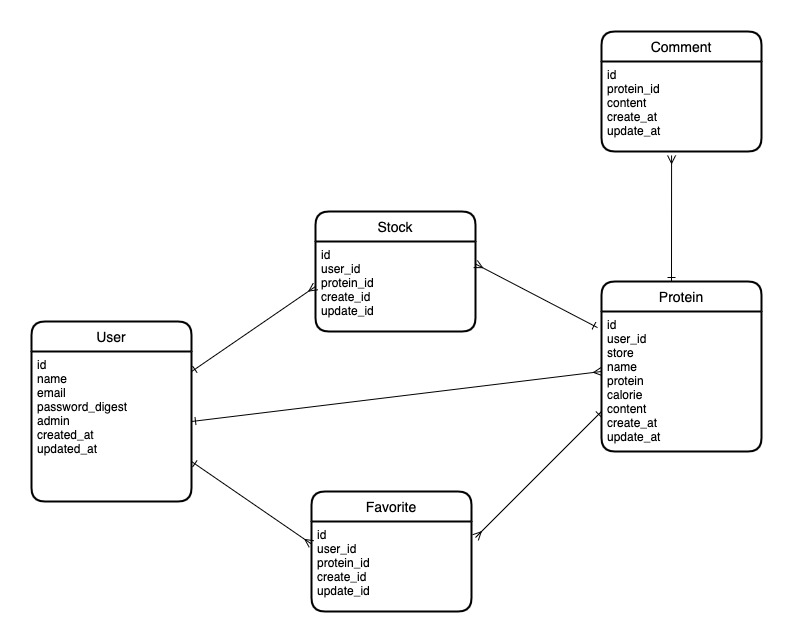 Comment
id
protein_id
content
create_at
update_at
Stock
id
user_id
protein_id
create_id
update_id
Protein
id
user_id
store
name
protein
calorie
content
create_at
update_at
User
id
name
email
password_digest
admin
created_at
updated_at
Favorite
id
user_id
protein_id
create_id
update_id